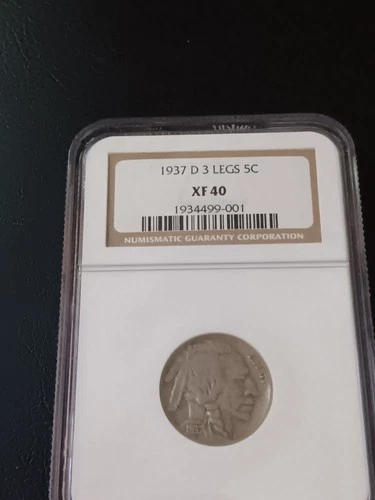 1937 D 3 LEGS 5C
XF 40
1934499-001
NUMISMATIC GUARANTY CORPORATION